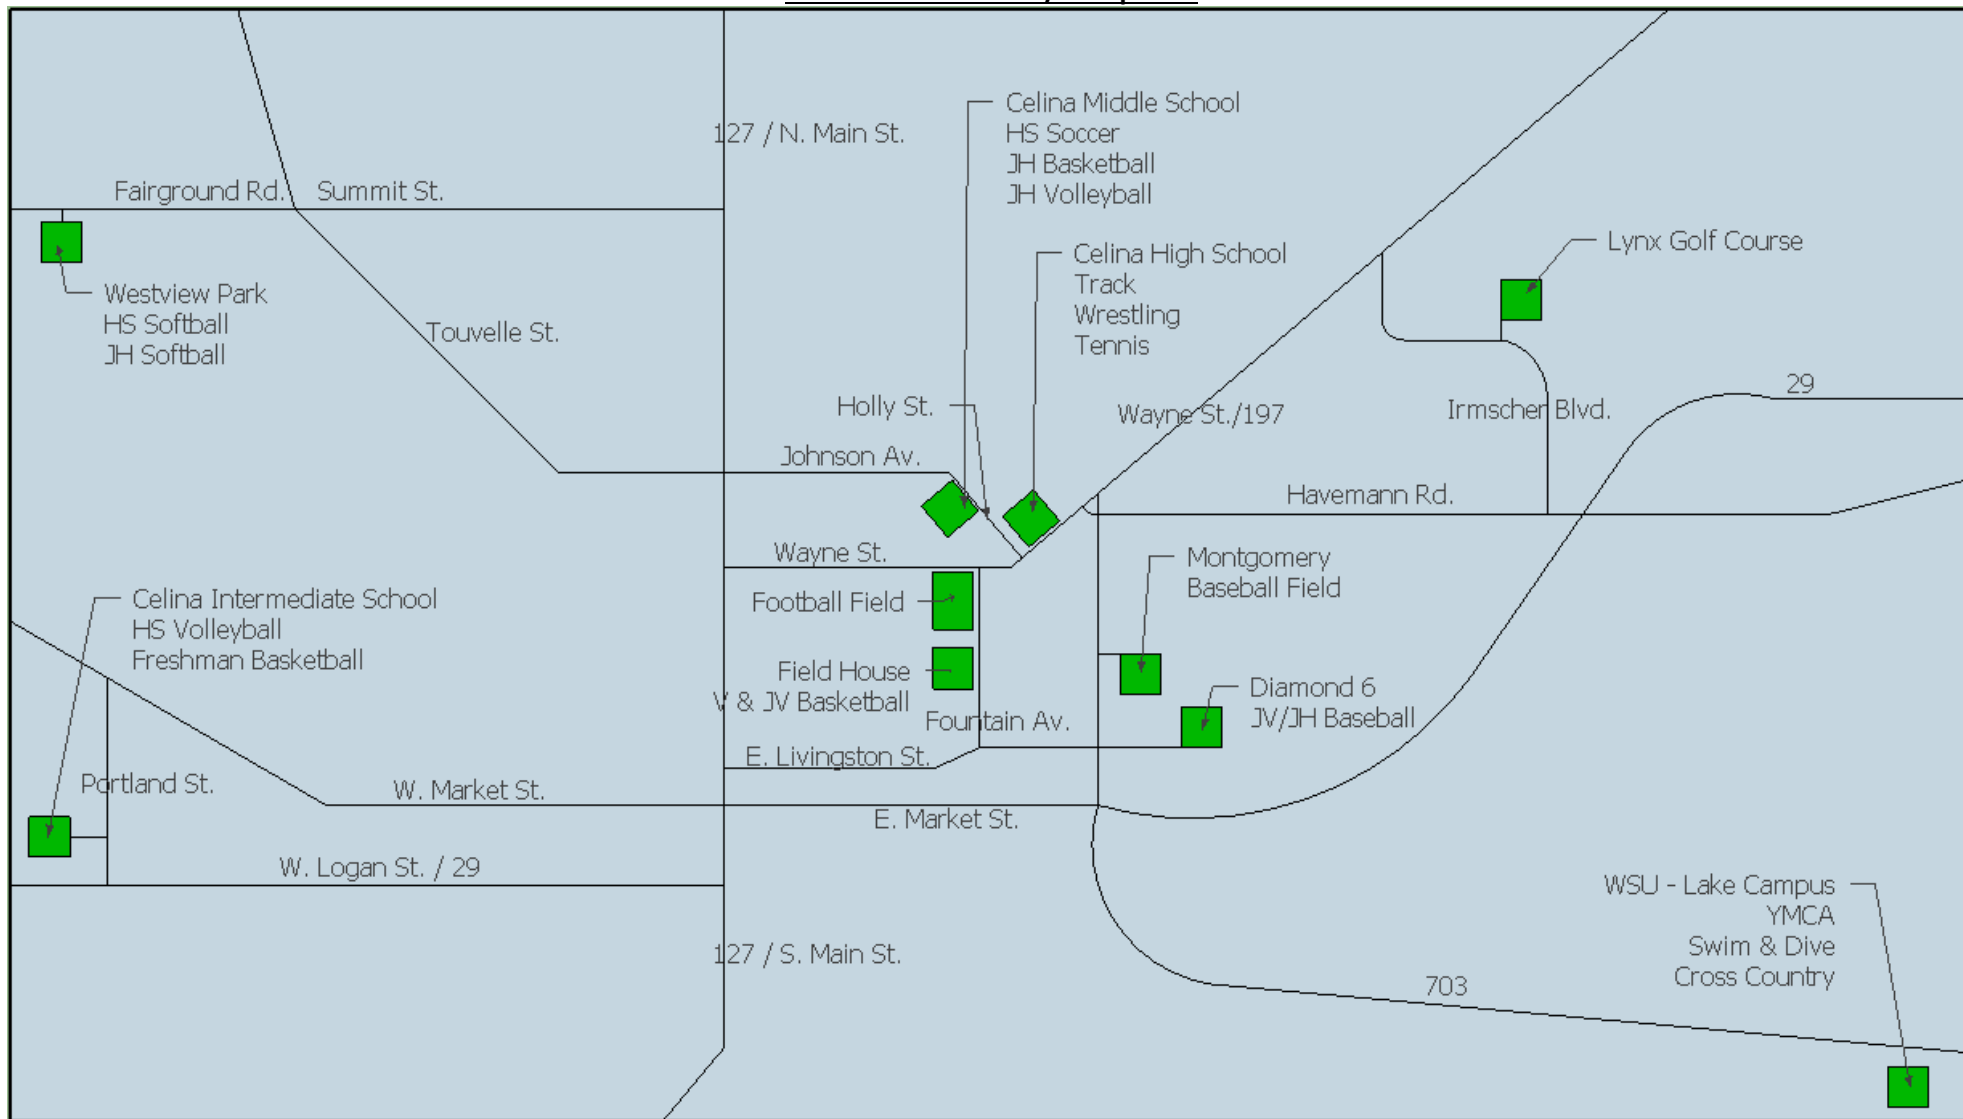 Celina Middle School
HS Soccer
JH Basketball
JH Volleyball
127 / N. Main St.
Fairground Rd.
Summit St.
Celina High School
Track
Wrestling
Tennis
Lynx Golf Course
Westview Park
HS Softball
JH Softball
Touvelle St.
Holly St.
Wayne St./197
Irmscher Blvd.
29
Johnson Av.
Havemann Rd.
Wayne St.
Montgomery
Baseball Field
Celina Intermediate School
HS Volleyball
Freshman Basketball
Football Field
Field House
V & JV Basketball
Diamond 6
JV/JH Baseball
Fountain Av.
E. Livingston St.
Portland St.
W. Market St.
E. Market St.
W. Logan St. / 29
WSU - Lake Campus
YMCA
Swim & Dive
Cross Country
127 / S. Main St.
703